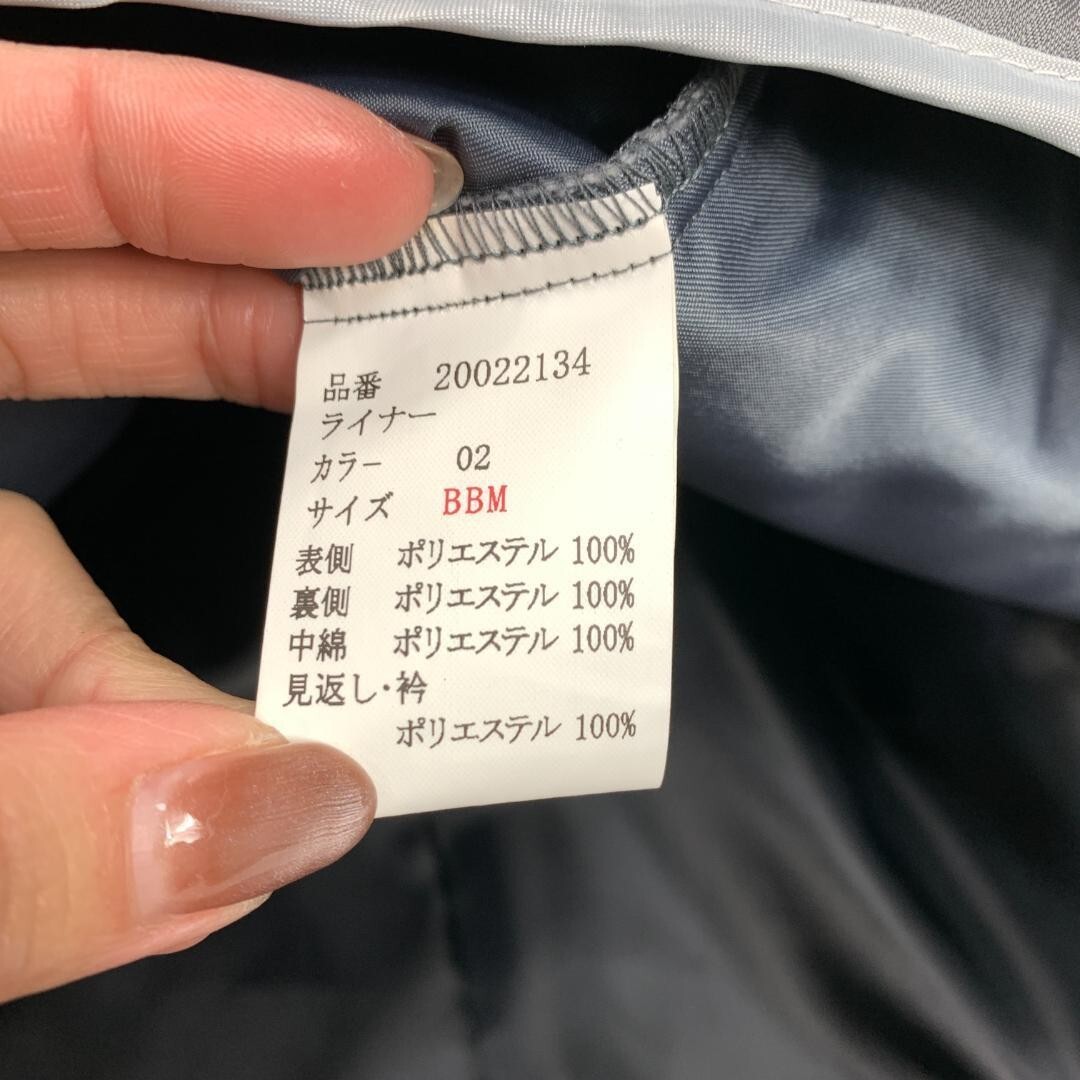 品番 20022134
ライナー
カラー 02
サイズ BBM
表側 ポリエステル 100%
裏側 ポリエステル 100%
中綿 ポリエステル 100%
見返し・衿
ポリエステル 100%